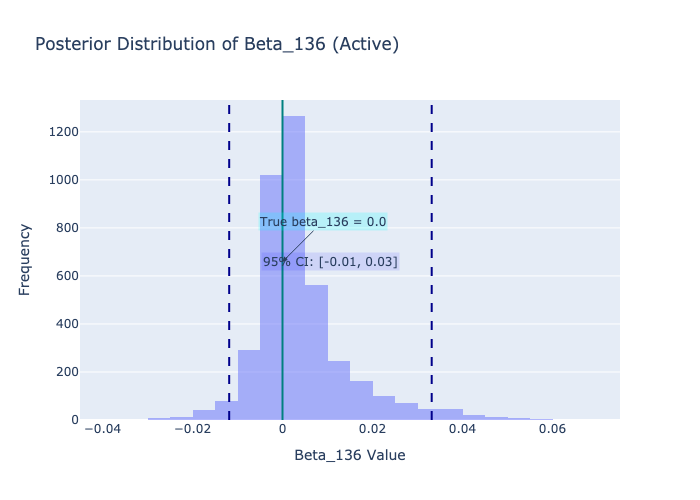 Posterior Distribution of Beta_136 (Active)
1200
1000
800
600
400
200
0
Frequency
True beta_136 = 0.0
95% CI: [-0.01, 0.03]
−0.04
−0.02
0
0.02
0.04
0.06
Beta_136 Value